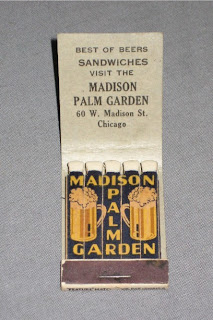 BEST OF BEERS
SANDWICHES
VISIT THE
MADISON
PALM GARDEN
60 W. Madison St.
Chicago
MADISON
PALM
GARDEN